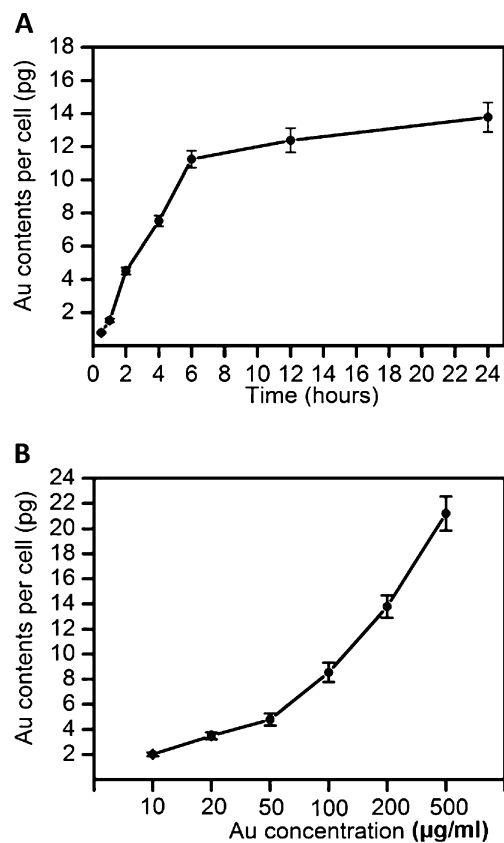 A
Au contents per cell (pg)
18
16
14
12
10
8
6
4
2
0 2 4 6 8 10 12 14 16 18 20 22 24
Time (hours)
B
Au contents per cell (pg)
24
22
20
18
16
14
12
10
8
6
4
2
10 20 50 100 200 500
Au concentration (µg/ml)